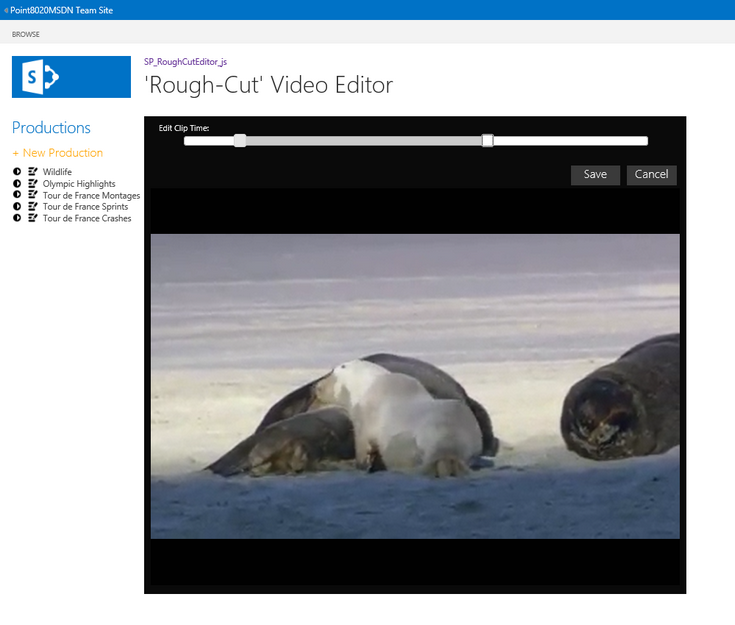 Point8020MSDN Team Site
BROWSE
S
SP_RoughCutEditor_js
'Rough-Cut' Video Editor
Productions
+ New Production
Wildlife
Olympic Highlights
Tour de France Montages
Tour de France Sprints
Tour de France Crashes
Edit Clip Time:
Save Cancel